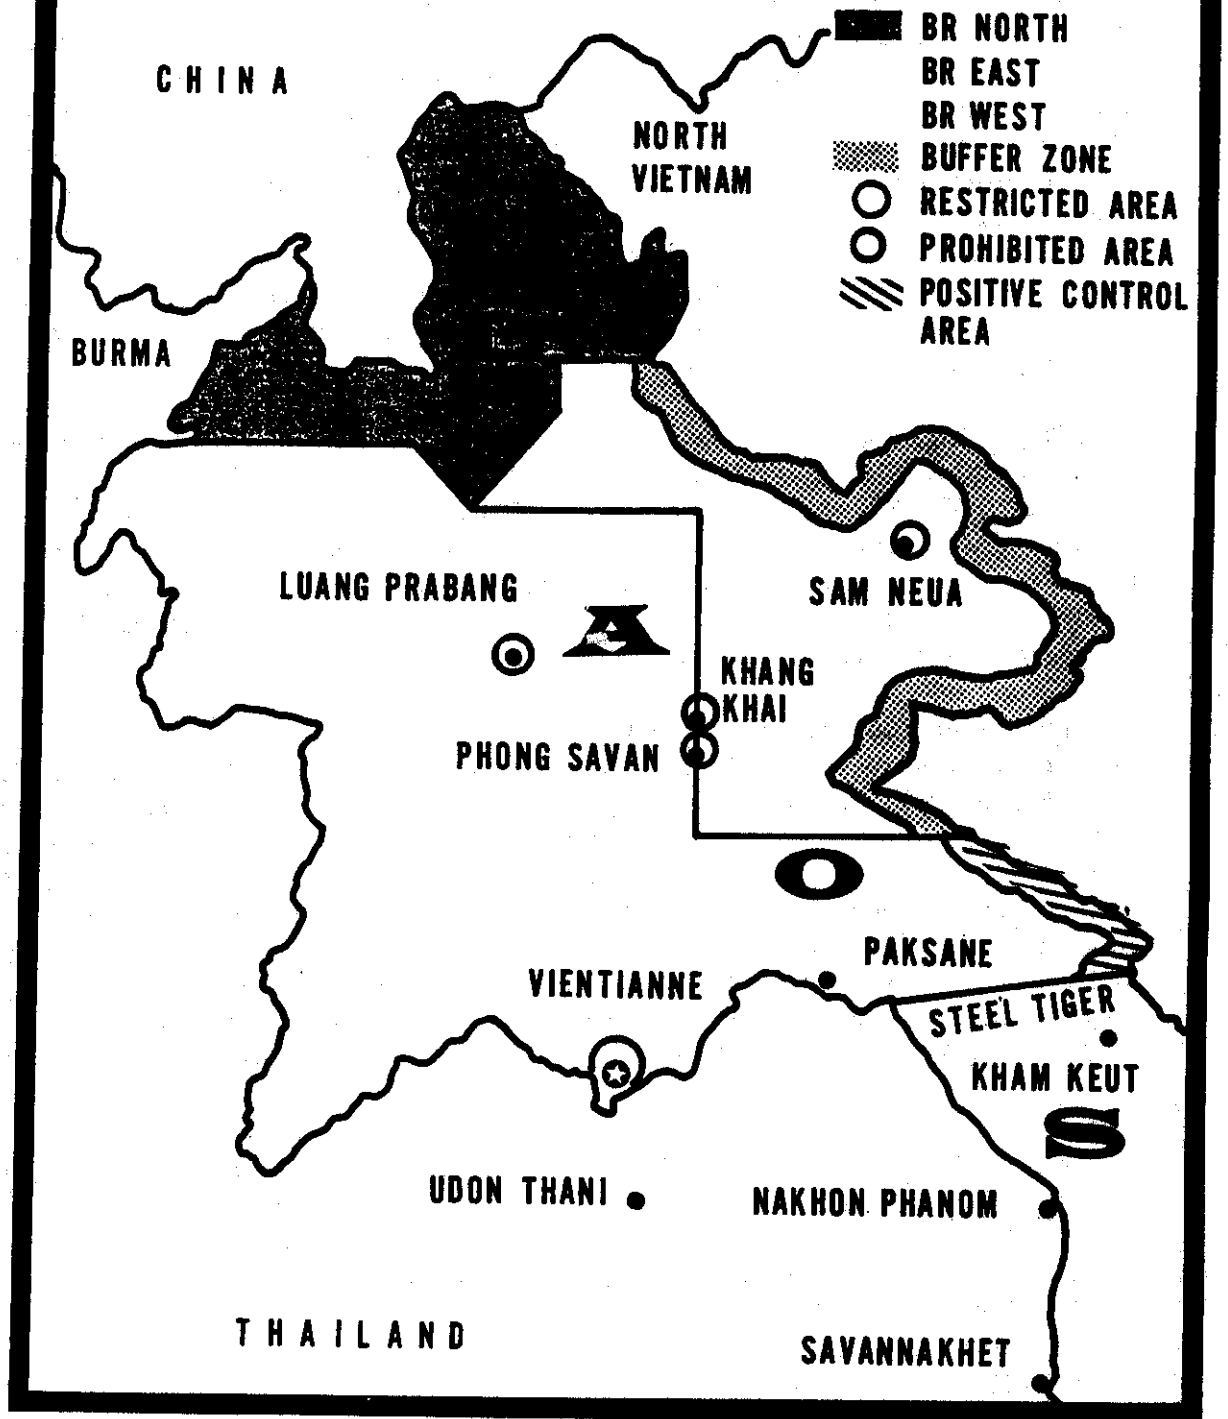 BR NORTH
BR EAST
BR WEST
BUFFER ZONE
RESTRICTED AREA
PROHIBITED AREA
POSITIVE CONTROL
AREA
CHINA
NORTH
VIETNAM
BURMA
LUANG PRABANG
SAM NEUA
A
KHANG
KHAI
PHONG SAVAN
O
PAKSANE
VIENTIANNE
STEEL TIGER
KHAM KEUT
S
UDON THANI
NAKHON PHANOM
THAILAND
SAVANNAKHET